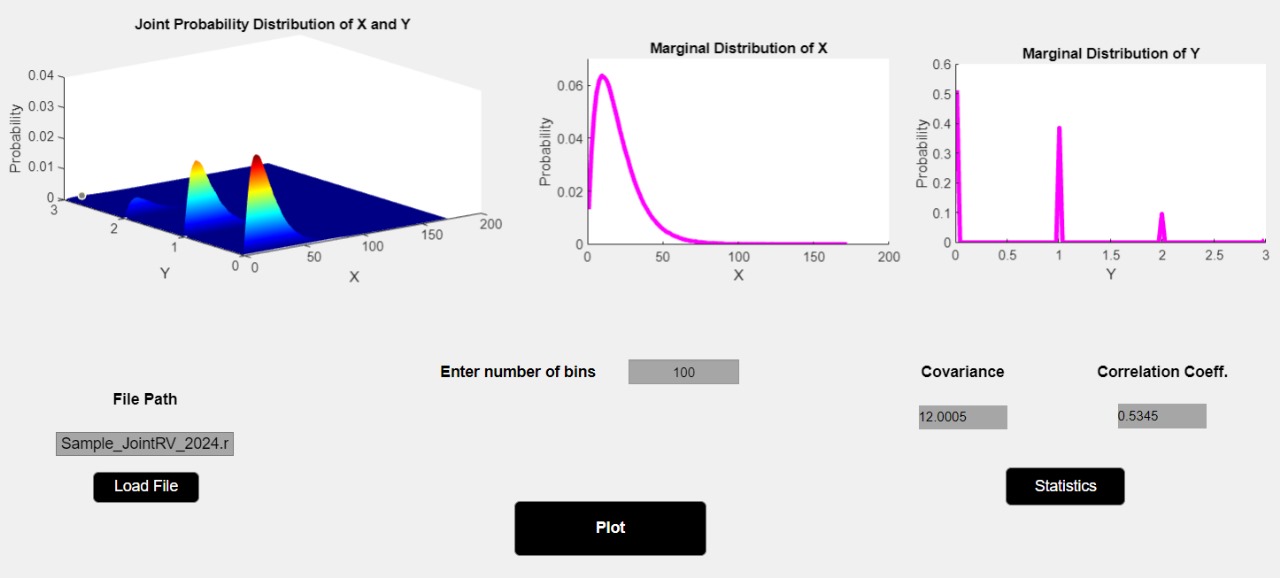 Joint Probability Distribution of X and Y
0.04
0.03
0.02
0.01
0
Probability
3
2
1
0
Y
0
50
100
150
200
X
Marginal Distribution of X
0.06
0.04
0.02
0
Probability
0 50 100 150 200
X
Marginal Distribution of Y
0.6
0.5
0.4
0.3
0.2
0.1
0
Probability
0 0.5 1 1.5 2 2.5 3
Y
Enter number of bins 100
Covariance Correlation Coeff.
12.0005 0.5345
Statistics
File Path
Sample_JointRV_2024.r
Load File
Plot